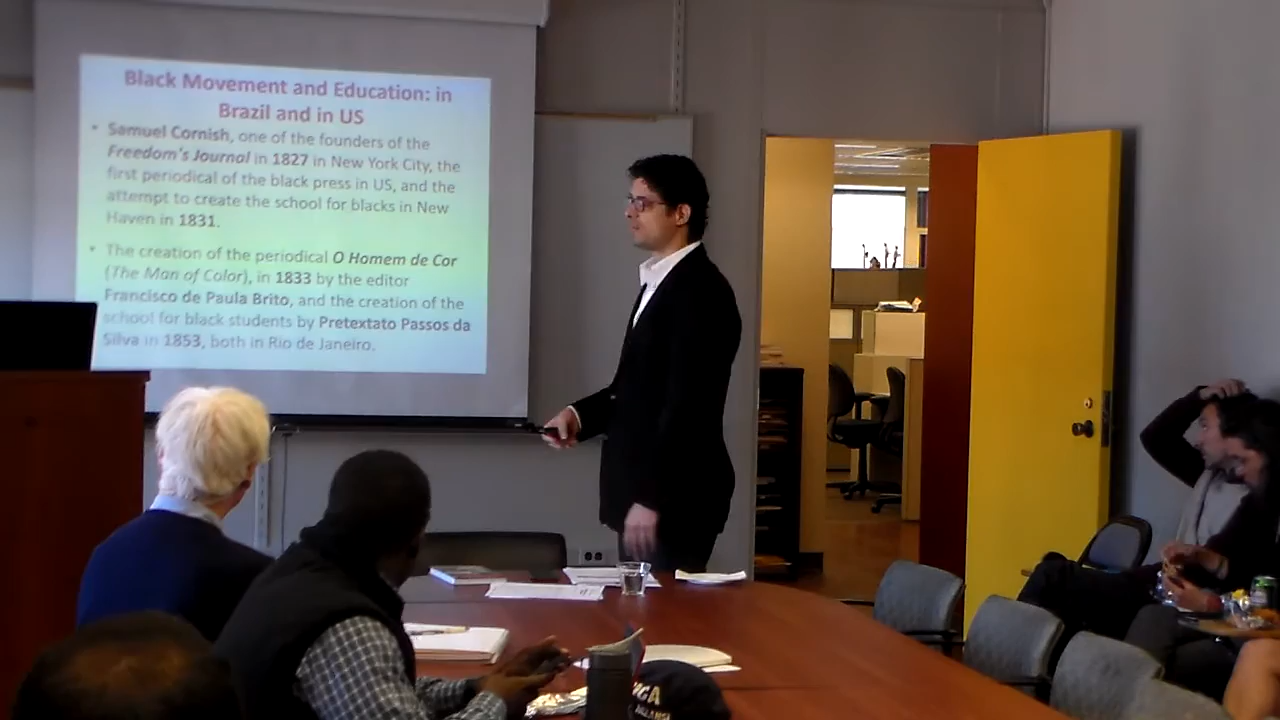 Black Movement and Education: in
Brazil and in US
• Samuel Cornish, one of the founders of the
Freedom's Journal in 1827 in New York City, the
first periodical of the black press in US, and the
attempt to create the school for blacks in New
Haven in 1831.
• The creation of the periodical O Homem de Cor
(The Man of Color), in 1833 by the editor
Francisco de Paula Brito, and the creation of the
school for black students by Pretextato Passos da
Silva in 1853, both in Rio de Janeiro.